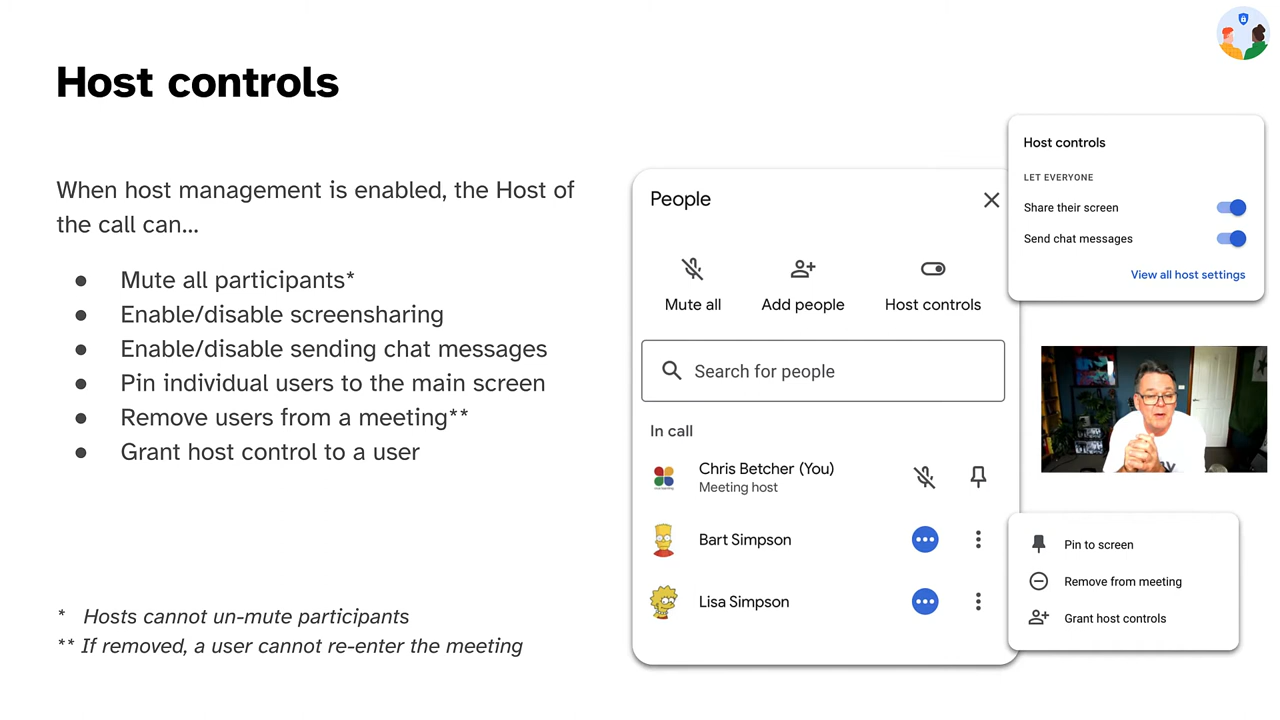 Host controls
When host management is enabled, the Host of
the call can...
● Mute all participants*
● Enable/disable screensharing
● Enable/disable sending chat messages
● Pin individual users to the main screen
● Remove users from a meeting**
● Grant host control to a user
* Hosts cannot un-mute participants
** If removed, a user cannot re-enter the meeting
People
Mute all
Add people
Host controls
Search for people
In call
Chris Betcher (You)
Meeting host
Bart Simpson
Lisa Simpson
Host controls
LET EVERYONE
Share their screen
Send chat messages
View all host settings
Pin to screen
Remove from meeting
Grant host controls